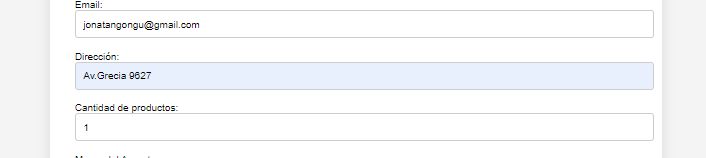 Email:
jonatangongu@gmail.com
Dirección:
Av.Grecia 9627
Cantidad de productos:
1